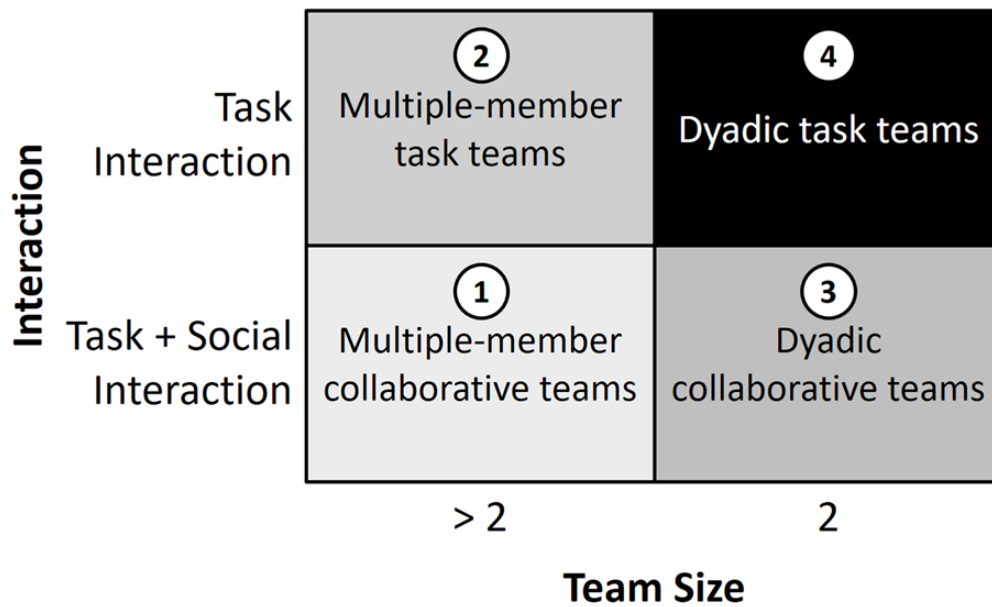 Interaction
Task
Interaction
2
Multiple-member
task teams
4
Dyadic task teams
Task + Social
Interaction
1
Multiple-member
collaborative teams
3
Dyadic
collaborative teams
> 2
2
Team Size